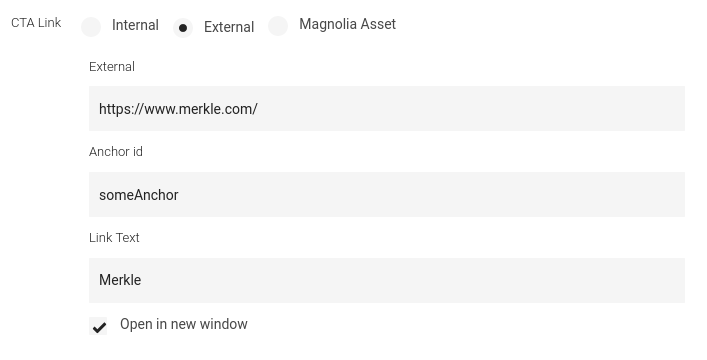 CTA Link Internal External Magnolia Asset
External
https://www.merkle.com/
Anchor id
someAnchor
Link Text
Merkle
Open in new window